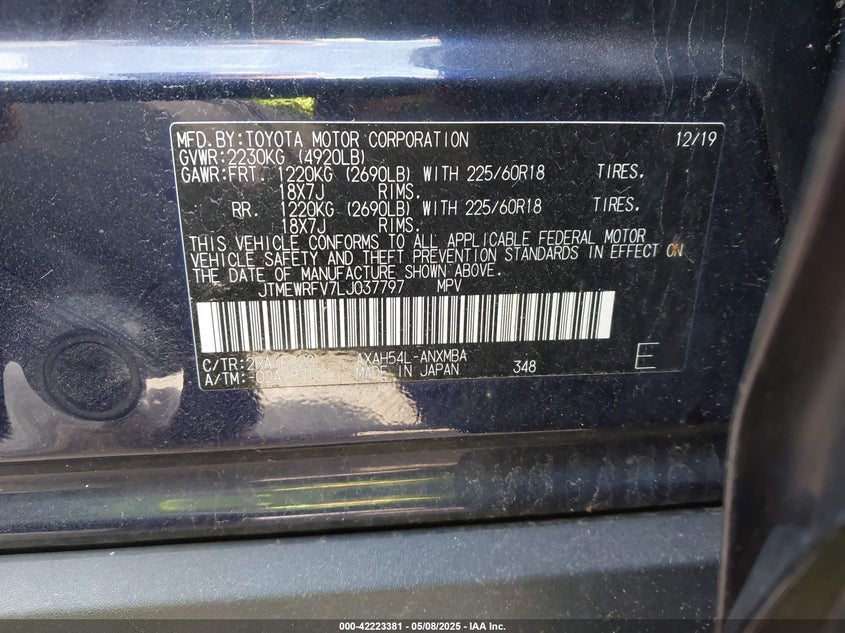 MFD.BY:TOYOTA MOTOR CORPORATION 12/19
GVWR:2230KG (4920LB)
GAWR:FRT. 1220KG (2690LB) WITH 225/60R18 TIRES.
18X7J RIMS.
RR. 1220KG (2690LB) WITH 225/60R18 TIRES.
18X7J RIMS.
THIS VEHICLE CONFORMS TO ALL APPLICABLE FEDERAL MOTOR
VEHICLE SAFETY AND THEFT PREVENTION STANDARDS IN EFFECT ON
THE DATE OF MANUFACTURE SHOWN ABOVE.
JTMEWRFV7LJ037797 MPV
C/TR: AXAH54L-ANXMBA
A/TM: MADE IN JAPAN 348 E
000-42223381 - 05/08/2025 - IAA Inc.